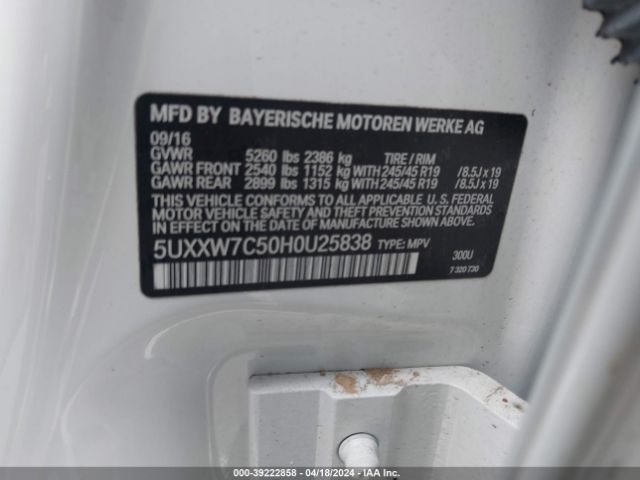 MFD BY BAYERISCHE MOTOREN WERKE AG
09/16
GVWR 5260 lbs 2386 kg TIRE / RIM
GAWR FRONT 2540 lbs 1152 kg WITH 245/45 R19 / 8.5J x 19
GAWR REAR 2899 lbs 1315 kg WITH 245/45 R19 / 8.5J x 19
THIS VEHICLE CONFORMS TO ALL APPLICABLE U. S. FEDERAL
MOTOR VEHICLE SAFETY STANDARDS
IN EFFECT ON THE DATE OF MANUFACTURE SHOWN ABOVE.
5UXXW7C50H0U25838 TYPE: MPV 300U
7 320 730
000-39222858 - 04/18/2024 - IAA Inc.